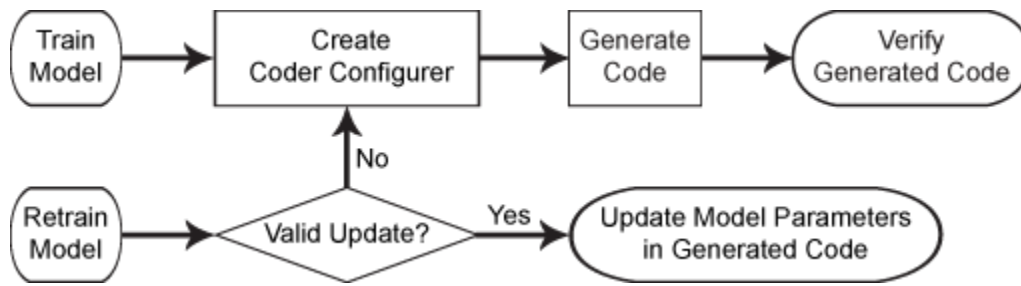 Train
Model
Create
Coder Configurer
Generate
Code
Verify
Generated Code
No
Retrain
Model
Valid Update?
Yes
Update Model Parameters
in Generated Code